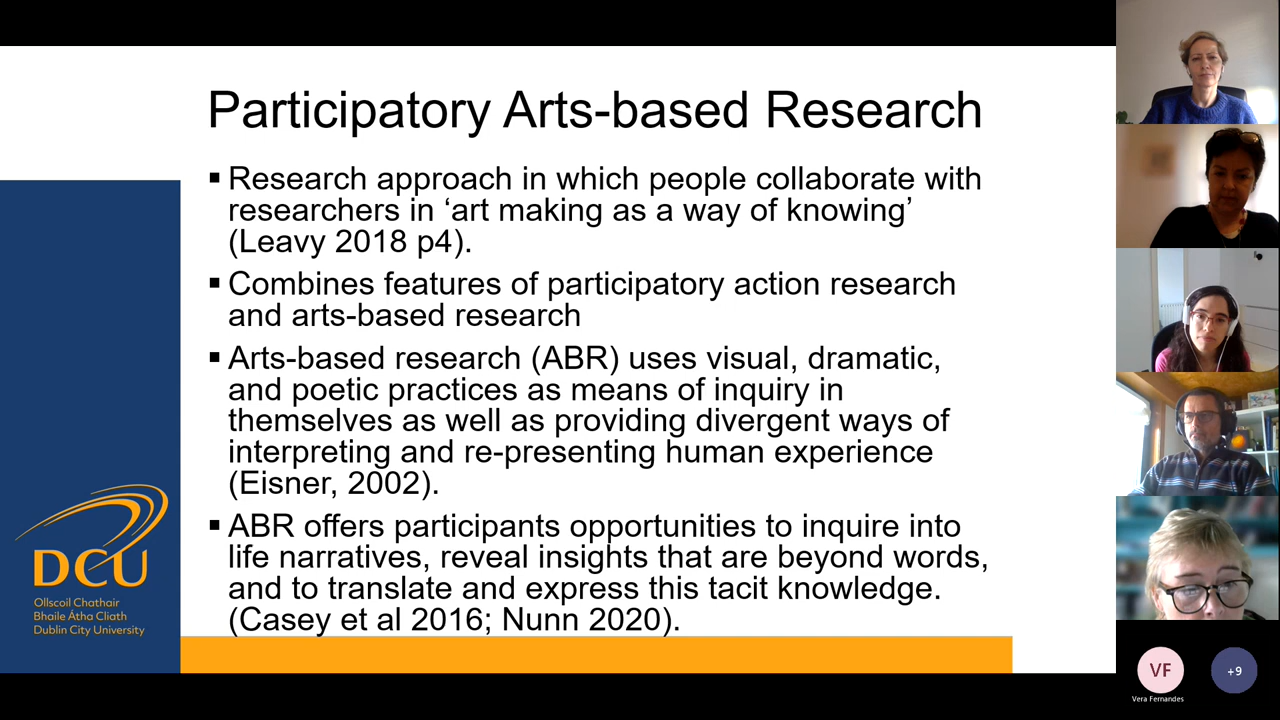 Participatory Arts-based Research
▪ Research approach in which people collaborate with
researchers in ‘art making as a way of knowing’
(Leavy 2018 p4).
▪ Combines features of participatory action research
and arts-based research
▪ Arts-based research (ABR) uses visual, dramatic,
and poetic practices as means of inquiry in
themselves as well as providing divergent ways of
interpreting and re-presenting human experience
(Eisner, 2002).
▪ ABR offers participants opportunities to inquire into
life narratives, reveal insights that are beyond words,
and to translate and express this tacit knowledge.
(Casey et al 2016; Nunn 2020).
DCU
Ollscoil Chathair
Bhaile Átha Cliath
Dublin City University
VF
Vera Fernandes
+9